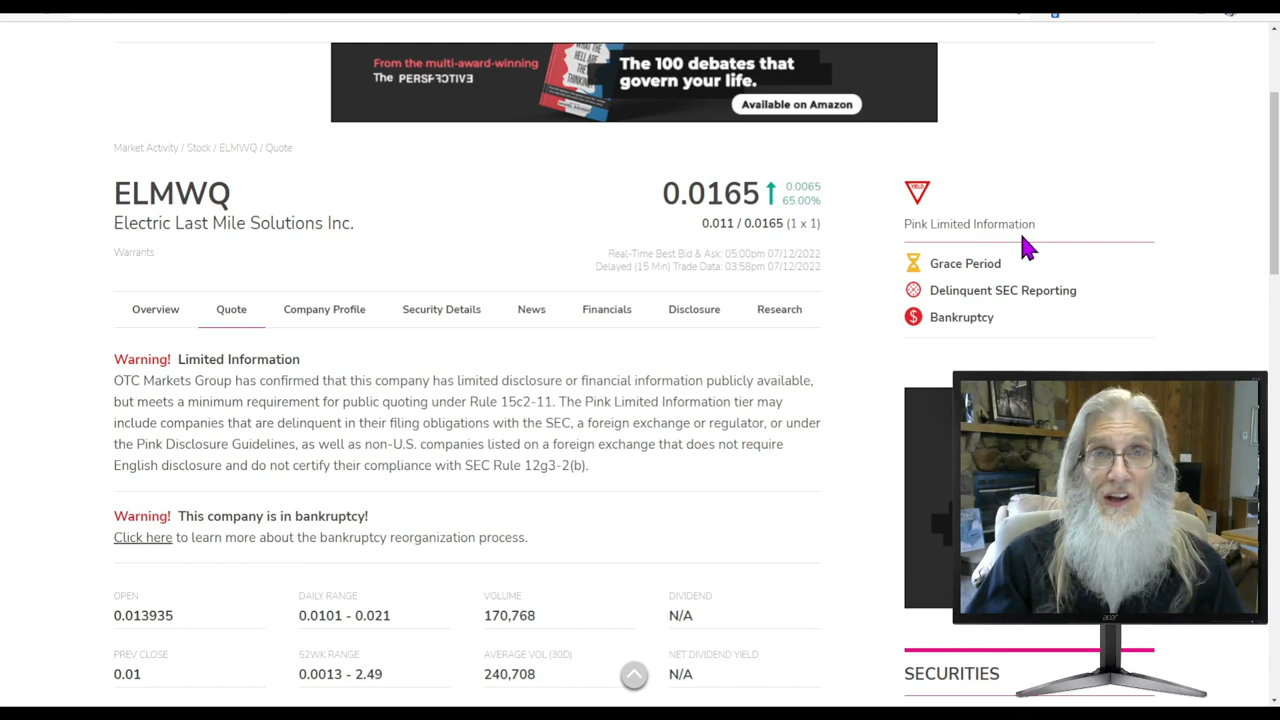 From the multi-award-winning
The PERSPECTIVE
The 100 debates that
govern your life.
Available on Amazon
Market Activity / Stock / ELMWQ / Quote
ELMWQ
Electric Last Mile Solutions Inc.
Warrants
0.0165
0.0065
65.00%
0.011 / 0.0165 (1 x 1)
Real-Time Best Bid & Ask: 05:00pm 07/12/2022
Delayed (15 Min) Trade Data: 03:58pm 07/12/2022
YIELD
Pink Limited Information
Grace Period
Delinquent SEC Reporting
$ Bankruptcy
Overview Quote Company Profile Security Details News Financials Disclosure Research
Warning! Limited Information
OTC Markets Group has confirmed that this company has limited disclosure or financial information publicly available,
but meets a minimum requirement for public quoting under Rule 15c2-11. The Pink Limited Information tier may
include companies that are delinquent in their filing obligations with the SEC, a foreign exchange or regulator, or under
the Pink Disclosure Guidelines, as well as non-U.S. companies listed on a foreign exchange that does not require
English disclosure and do not certify their compliance with SEC Rule 12g3-2(b).
Warning! This company is in bankruptcy!
Click here to learn more about the bankruptcy reorganization process.
OPEN DAILY RANGE VOLUME DIVIDEND
0.013935 0.0101 - 0.021 170,768 N/A
PREV CLOSE 52WK RANGE AVERAGE VOL (30D) NET DIVIDEND YIELD
0.01 0.0013 - 2.49 240,708 N/A
acer
SECURITIES